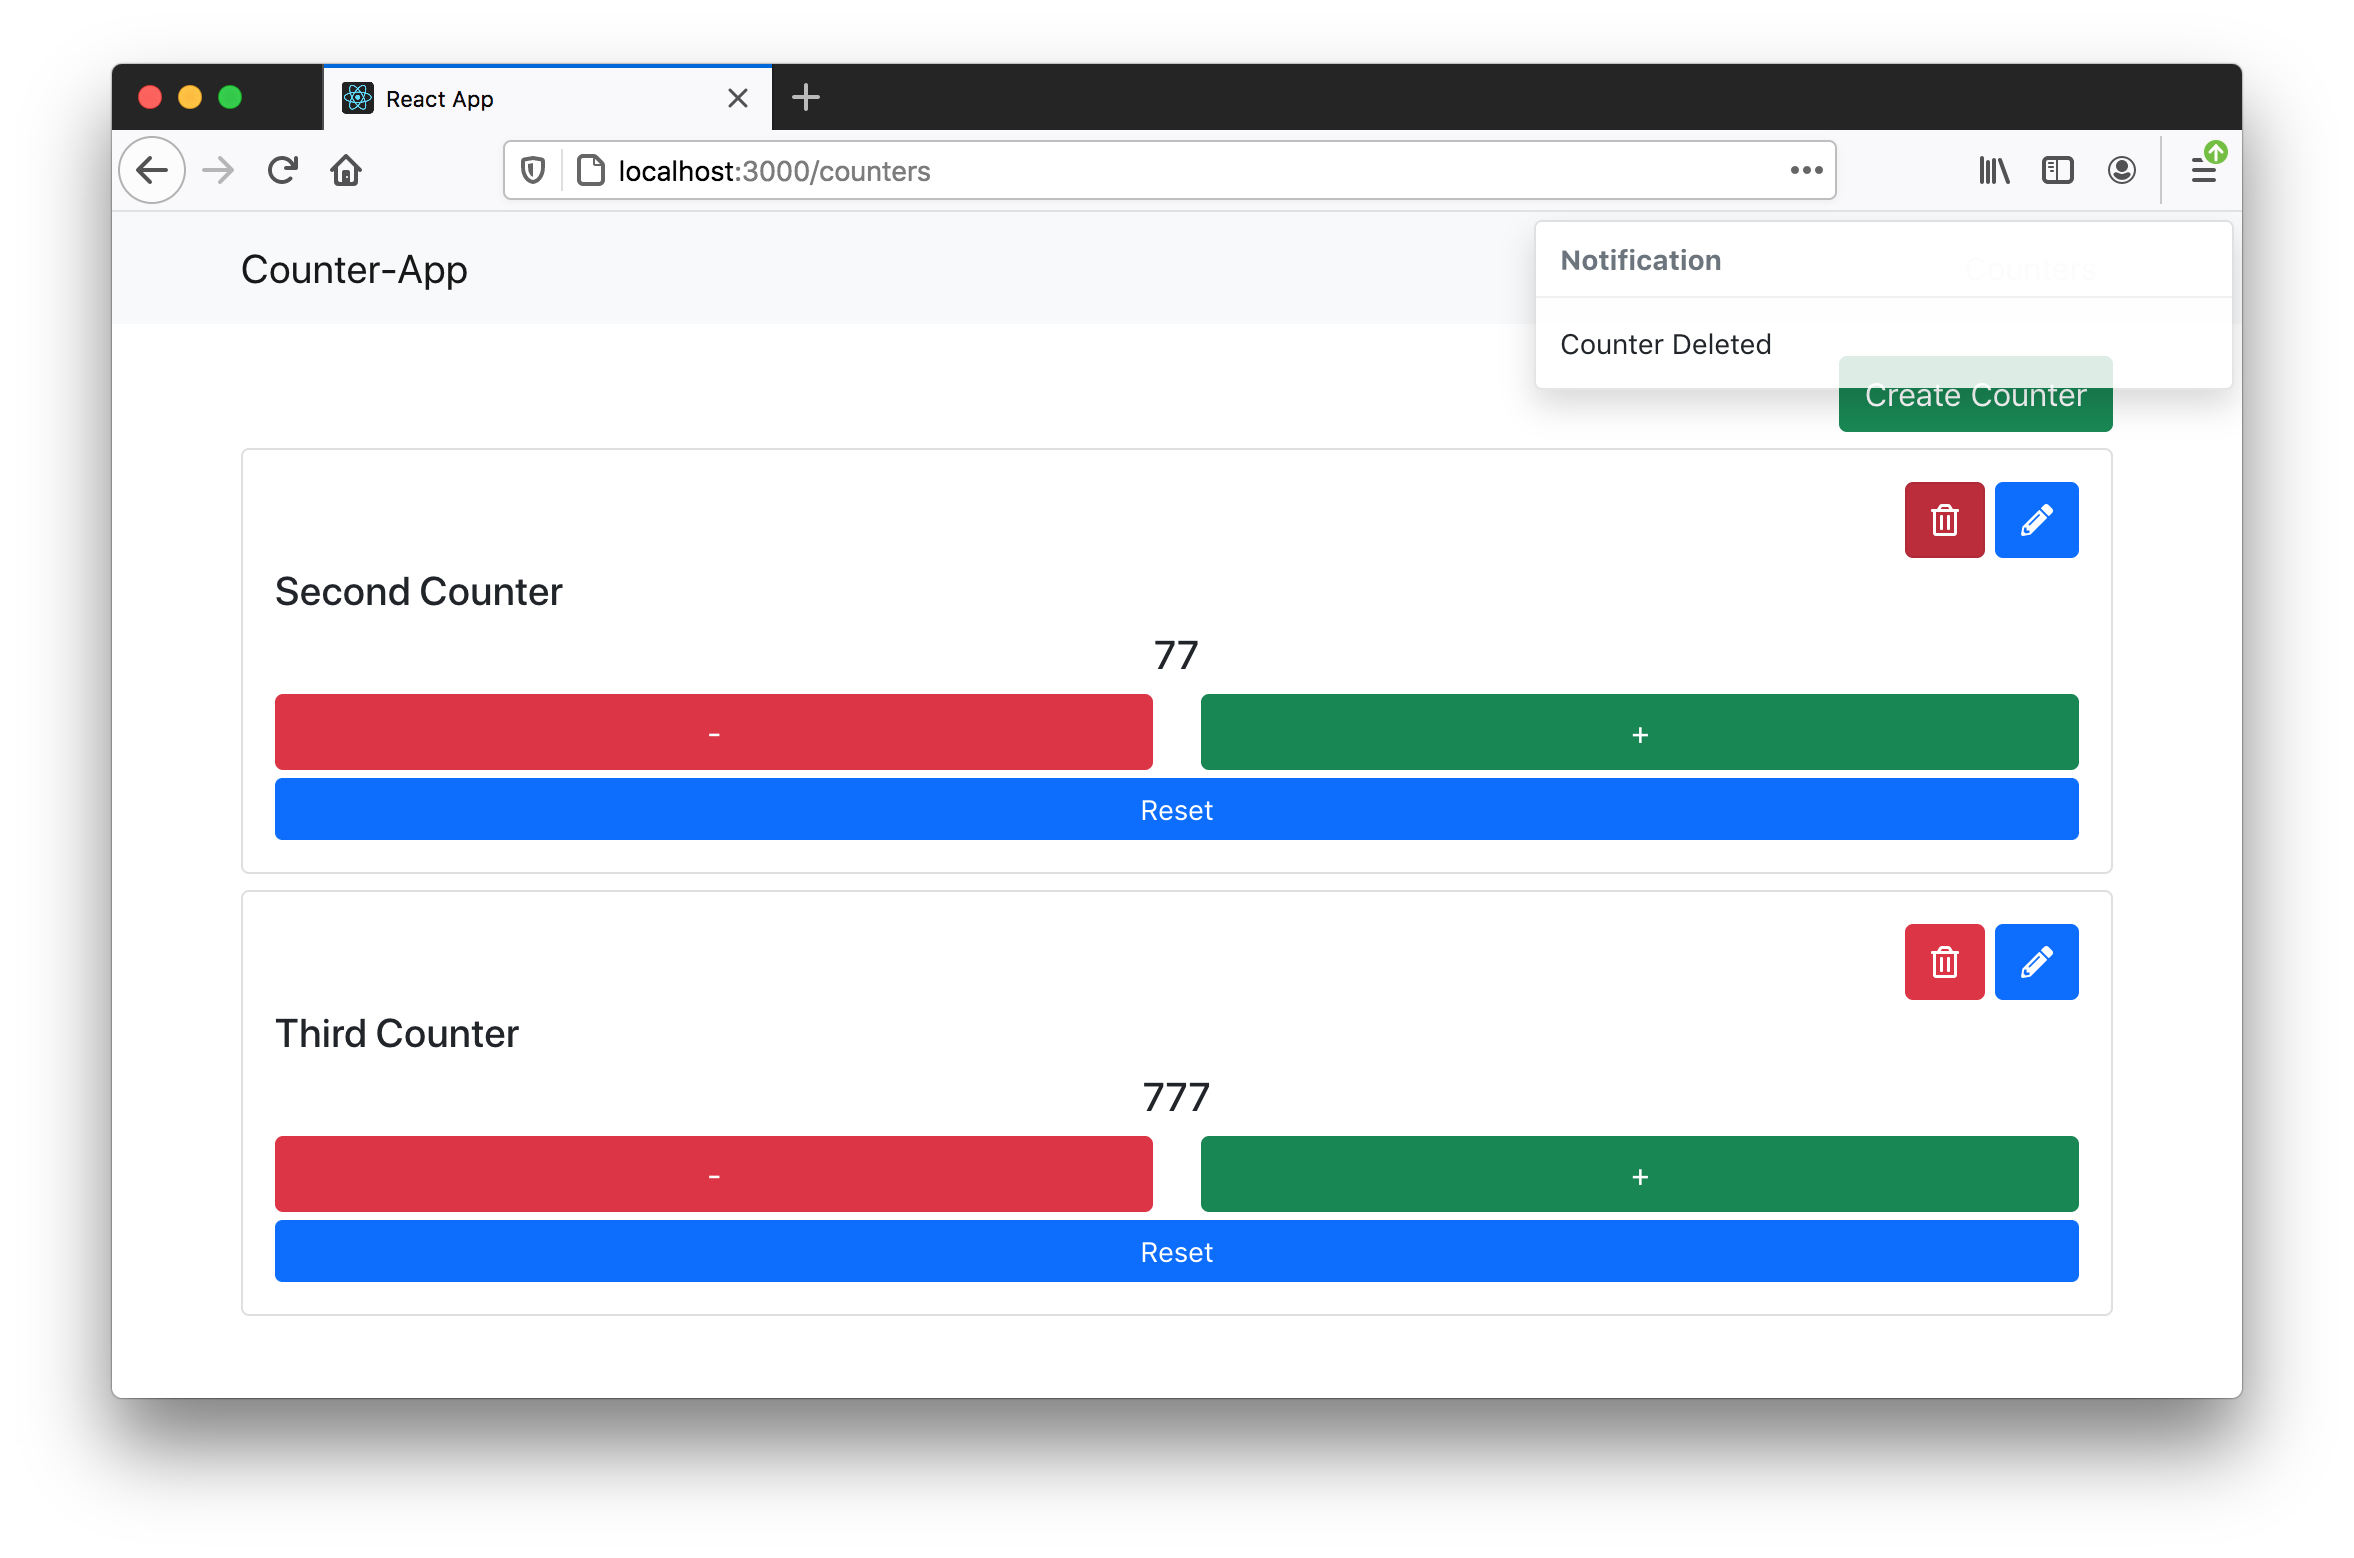 React App
localhost:3000/counters
Counter-App
Notification
Counters
Counter Deleted
Create Counter
Second Counter
77
-
+
Reset
Third Counter
777
-
+
Reset